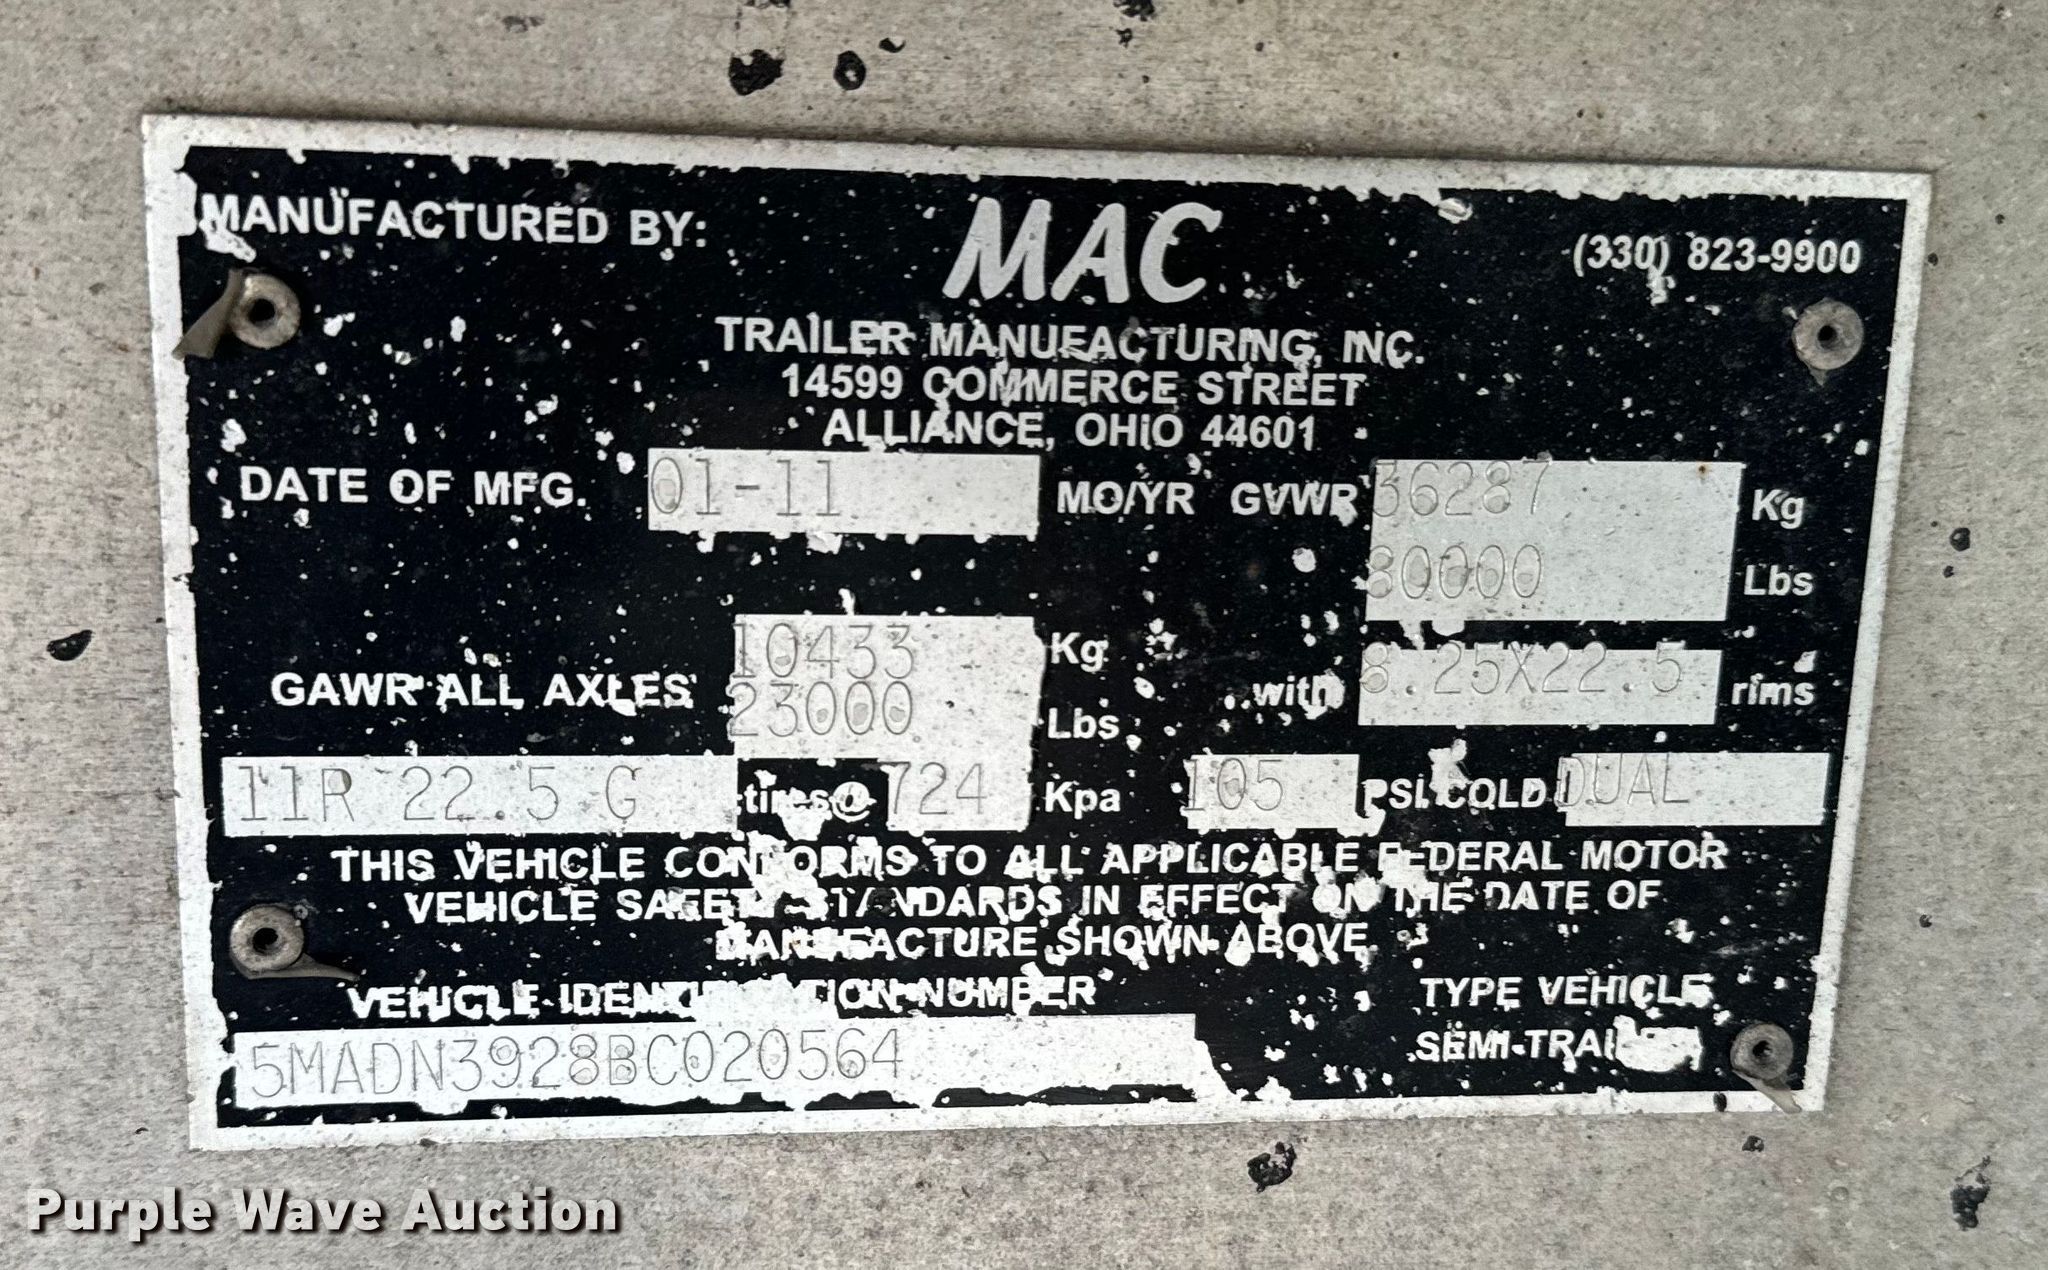 MANUFACTURED BY: MAC (330) 823-9900
TRAILER MANUFACTURING, INC.
14599 COMMERCE STREET
ALLIANCE, OHIO 44601
DATE OF MFG. 01-11 MO/YR GVWR 36287 Kg
80000 Lbs
GAWR ALL AXLES 10433 Kg
23000 Lbs with 8.25X22.5 rims
11R 22.5 G tires@ 724 Kpa 105 PSI COLD DUAL
THIS VEHICLE CONFORMS TO ALL APPLICABLE FEDERAL MOTOR
VEHICLE SAFETY STANDARDS IN EFFECT ON THE DATE OF
MANUFACTURE SHOWN ABOVE
VEHICLE IDENTIFICATION NUMBER TYPE VEHICLE
5MADN3928BC020564 SEMI-TRAILER
Purple Wave Auction